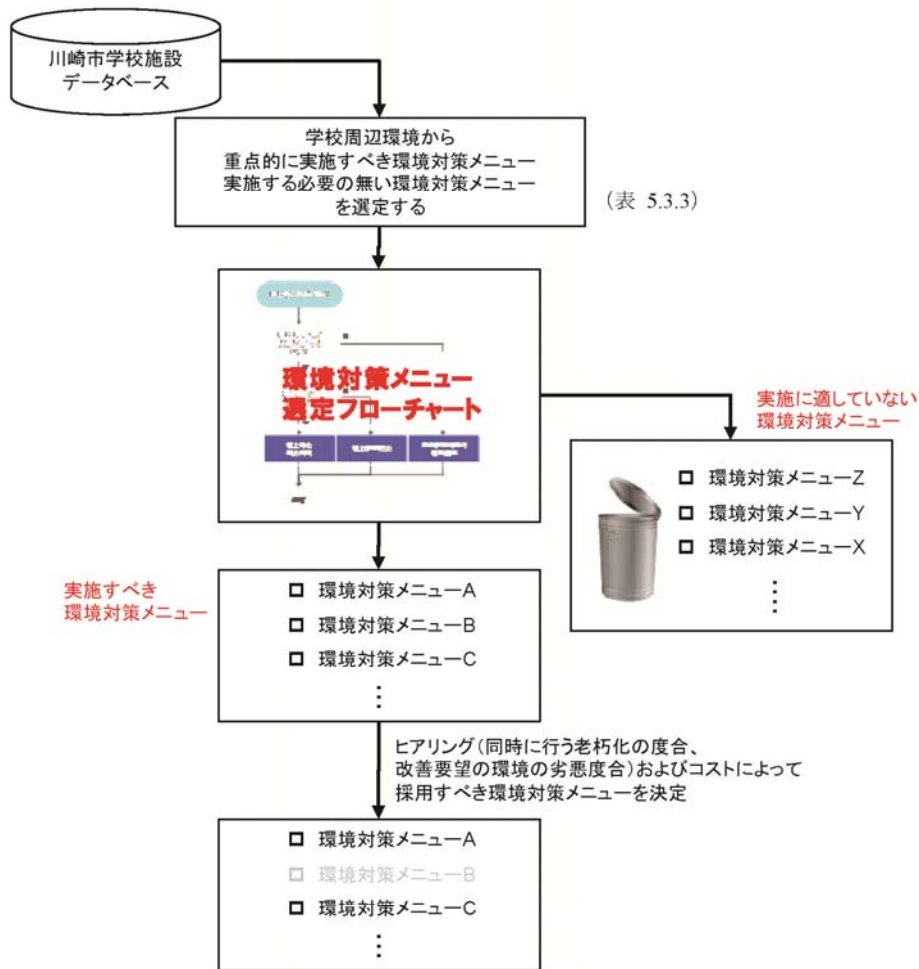 川崎市学校施設
データベース
学校周辺環境から
重点的に実施すべき環境対策メニュー
実施する必要の無い環境対策メニュー
を選定する
（表 5.3.3）
環境対策メニュー
選定フローチャート
実施に適していない
環境対策メニュー
環境対策メニューZ
環境対策メニューY
環境対策メニューX
⋮
実施すべき
環境対策メニュー
環境対策メニューA
環境対策メニューB
環境対策メニューC
⋮
ヒアリング（同時に行う老朽化の度合、
改善要望の環境の劣悪度合）およびコストによって
採用すべき環境対策メニューを決定
環境対策メニューA
環境対策メニューB
環境対策メニューC
⋮